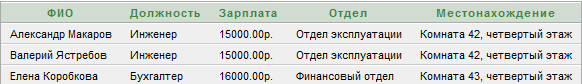 ФИО Должность Зарплата Отдел Местонахождение
Александр Макаров Инженер 15000.00р. Отдел эксплуатации Комната 42, четвертый этаж
Валерий Ястребов Инженер 15000.00р. Отдел эксплуатации Комната 42, четвертый этаж
Елена Коробкова Бухгалтер 16000.00р. Финансовый отдел Комната 43, четвертый этаж